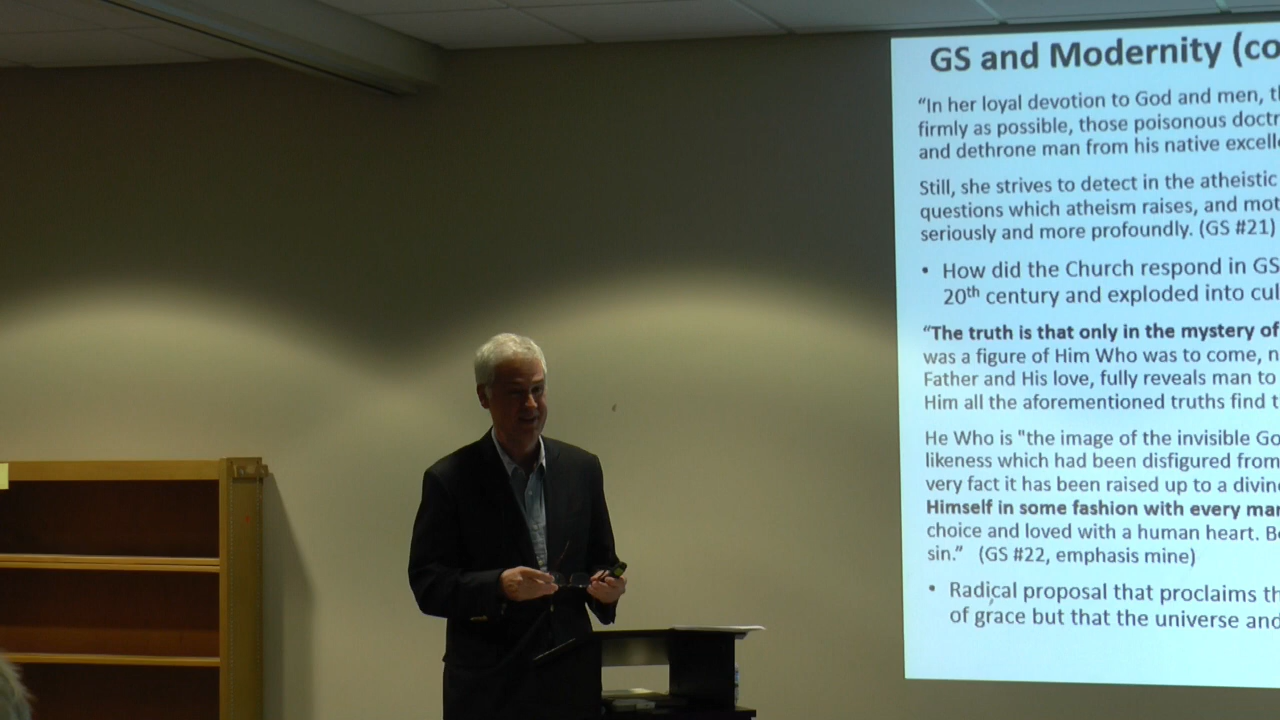 GS and Modernity (co
“In her loyal devotion to God and men, t
firmly as possible, those poisonous doctr
and dethrone man from his native excell
Still, she strives to detect in the atheistic
questions which atheism raises, and mot
seriously and more profoundly. (GS #21)
• How did the Church respond in GS
20th century and exploded into cul
“The truth is that only in the mystery of
was a figure of Him Who was to come, n
Father and His love, fully reveals man to
Him all the aforementioned truths find t
He Who is "the image of the invisible Go
likeness which had been disfigured from
very fact it has been raised up to a divin
Himself in some fashion with every mar
choice and loved with a human heart. B
sin.” (GS #22, emphasis mine)
• Radical proposal that proclaims th
of grace but that the universe and